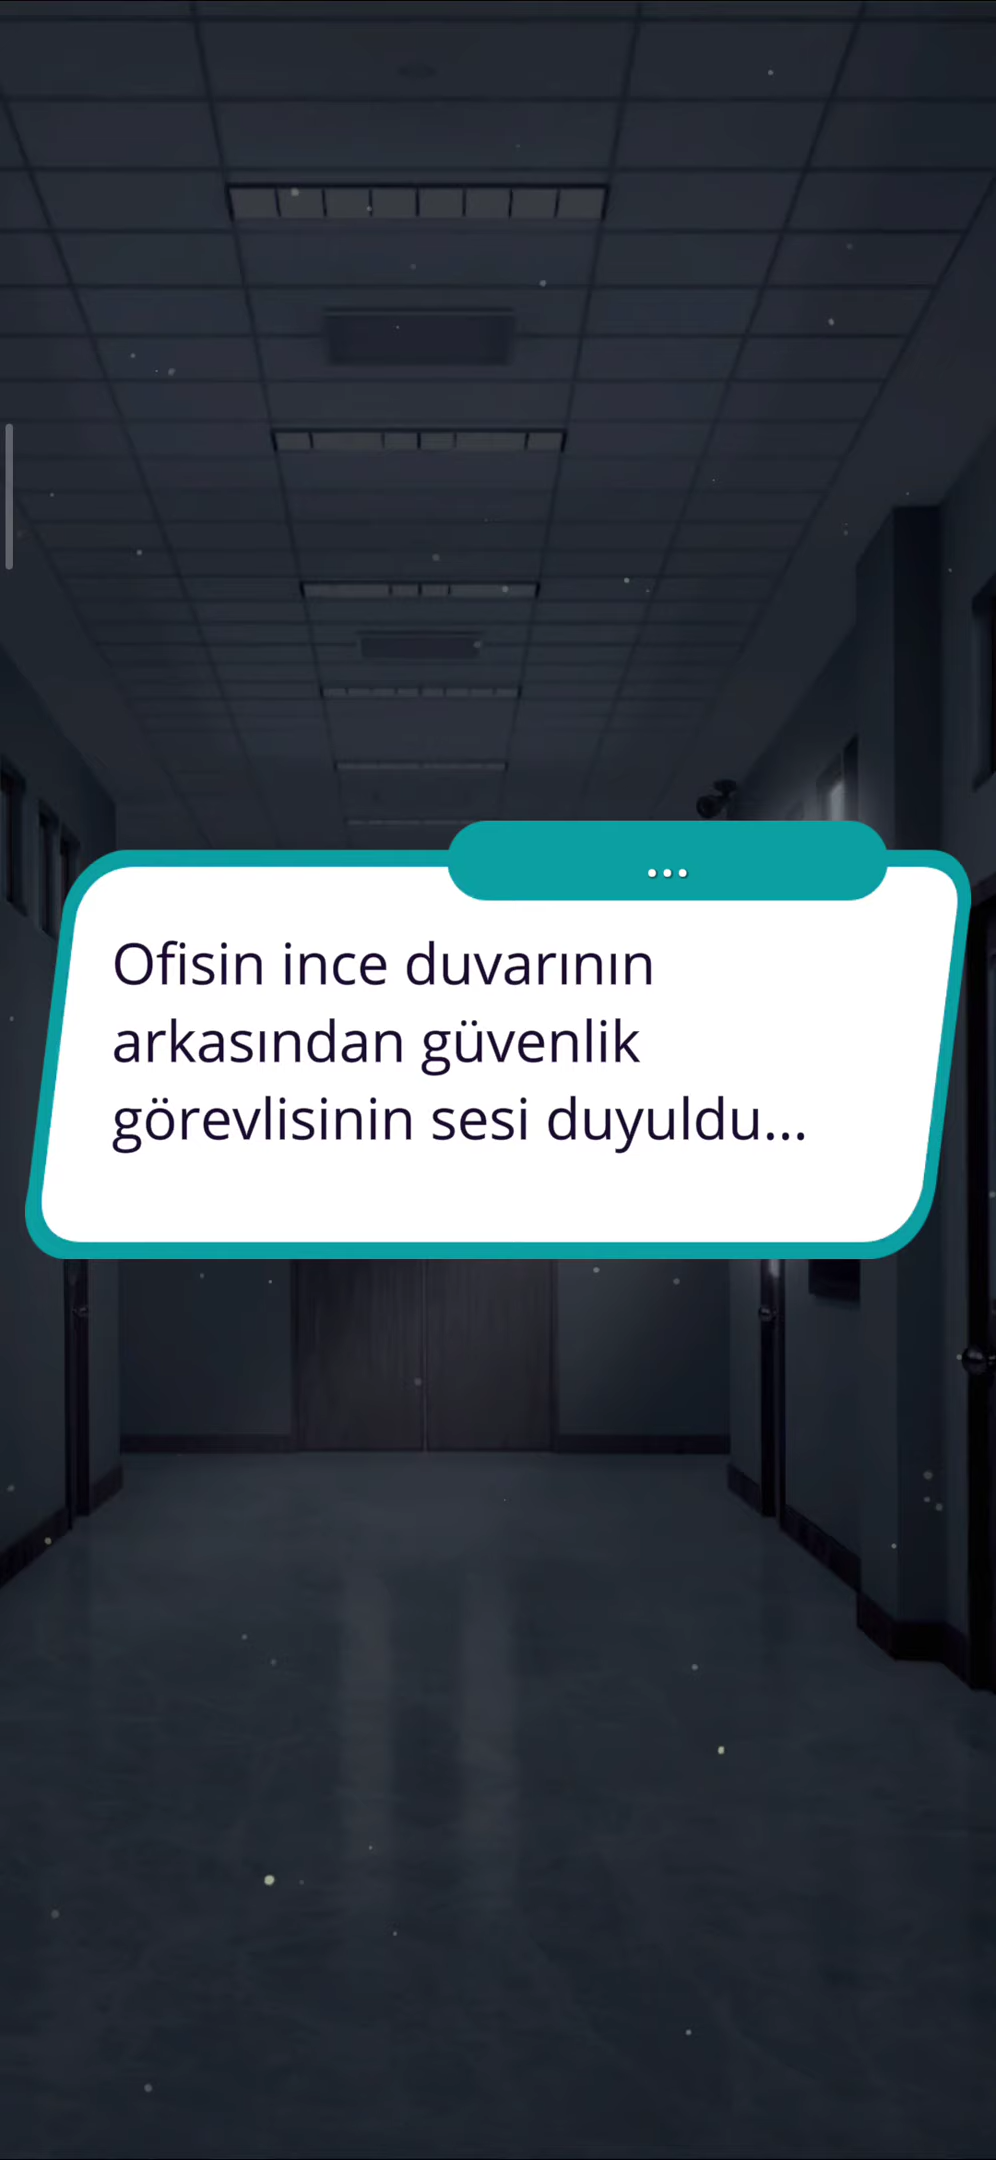 ...
Ofisin ince duvarının
arkasından güvenlik
görevlisinin sesi duyuldu...